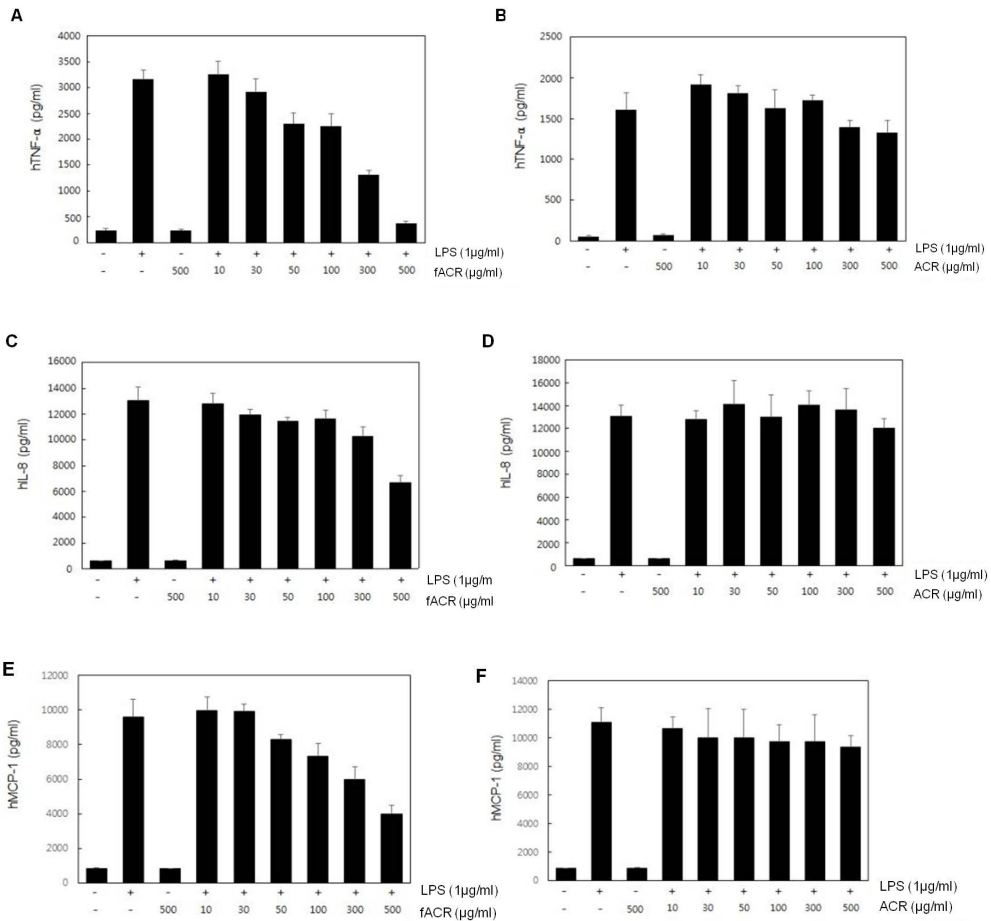 A
hTNF-α (pg/ml)
4000
3500
3000
2500
2000
1500
1000
500
0
- + - + + + + + + LPS (1μg/ml)
- - 500 10 30 50 100 300 500 fACR (μg/ml)
B
hTNF-α (pg/ml)
2500
2000
1500
1000
500
0
- + - + + + + + + LPS (1μg/ml)
- - 500 10 30 50 100 300 500 ACR (μg/ml)
C
hIL-8 (pg/ml)
16000
14000
12000
10000
8000
6000
4000
2000
0
- + - + + + + + + LPS (1μg/m
- - 500 10 30 50 100 300 500 fACR (μg/ml
D
hIL-8 (pg/ml)
18000
16000
14000
12000
10000
8000
6000
4000
2000
0
- + - + + + + + + LPS (1μg/ml)
- - 500 10 30 50 100 300 500 ACR (μg/ml)
E
hMCP-1 (pg/ml)
12000
10000
8000
6000
4000
2000
0
- + - + + + + + + LPS (1μg/ml)
- - 500 10 30 50 100 300 500 fACR (μg/ml)
F
hMCP-1 (pg/ml)
14000
12000
10000
8000
6000
4000
2000
0
- + - + + + + + + LPS (1μg/ml)
- - 500 10 30 50 100 300 500 ACR (μg/ml)